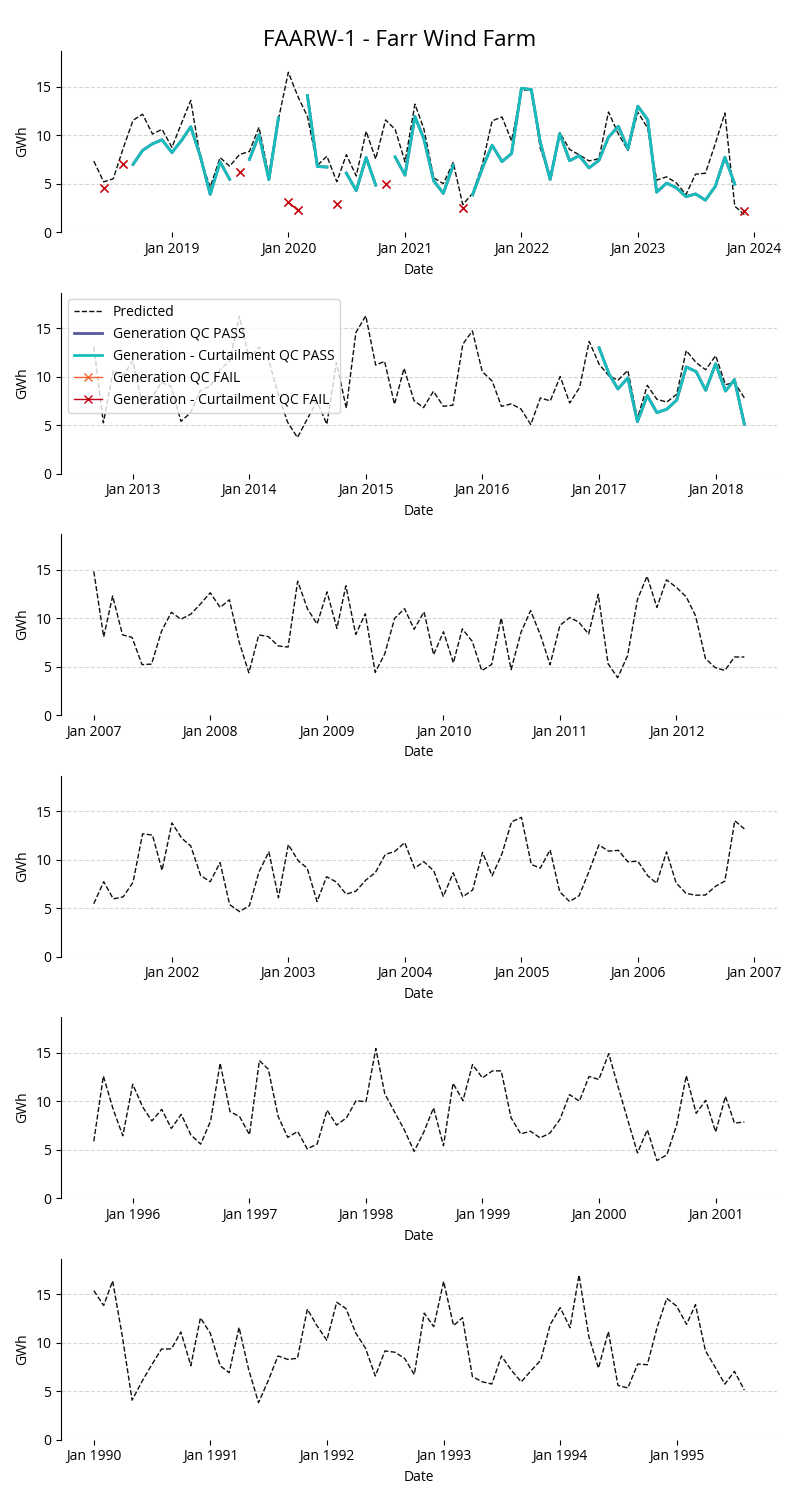 FAARW-1 - Farr Wind Farm
15
10
5
0
GWh
Jan 2019
Jan 2020
Jan 2021
Jan 2022
Jan 2023
Jan 2024
Date
Predicted
Generation QC PASS
Generation - Curtailment QC PASS
Generation QC FAIL
Generation - Curtailment QC FAIL
15
10
5
0
GWh
Jan 2013
Jan 2014
Jan 2015
Jan 2016
Jan 2017
Jan 2018
Date
15
10
5
0
GWh
Jan 2007
Jan 2008
Jan 2009
Jan 2010
Jan 2011
Jan 2012
Date
15
10
5
0
GWh
Jan 2002
Jan 2003
Jan 2004
Jan 2005
Jan 2006
Jan 2007
Date
15
10
5
0
GWh
Jan 1996
Jan 1997
Jan 1998
Jan 1999
Jan 2000
Jan 2001
Date
15
10
5
0
GWh
Jan 1990
Jan 1991
Jan 1992
Jan 1993
Jan 1994
Jan 1995
Date